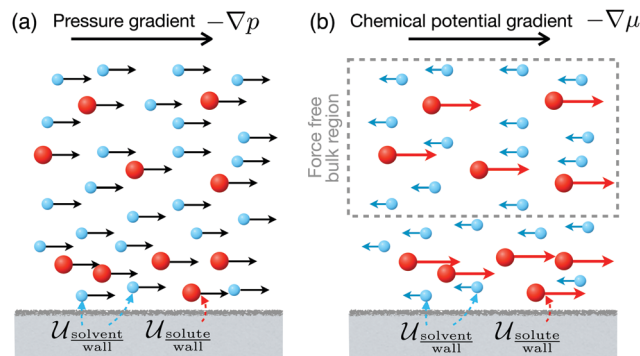 (a) Pressure gradient −∇p
(b) Chemical potential gradient −∇μ
Force free
bulk region
𝒰 solvent/wall
𝒰 solute/wall
𝒰 solvent/wall
𝒰 solute/wall